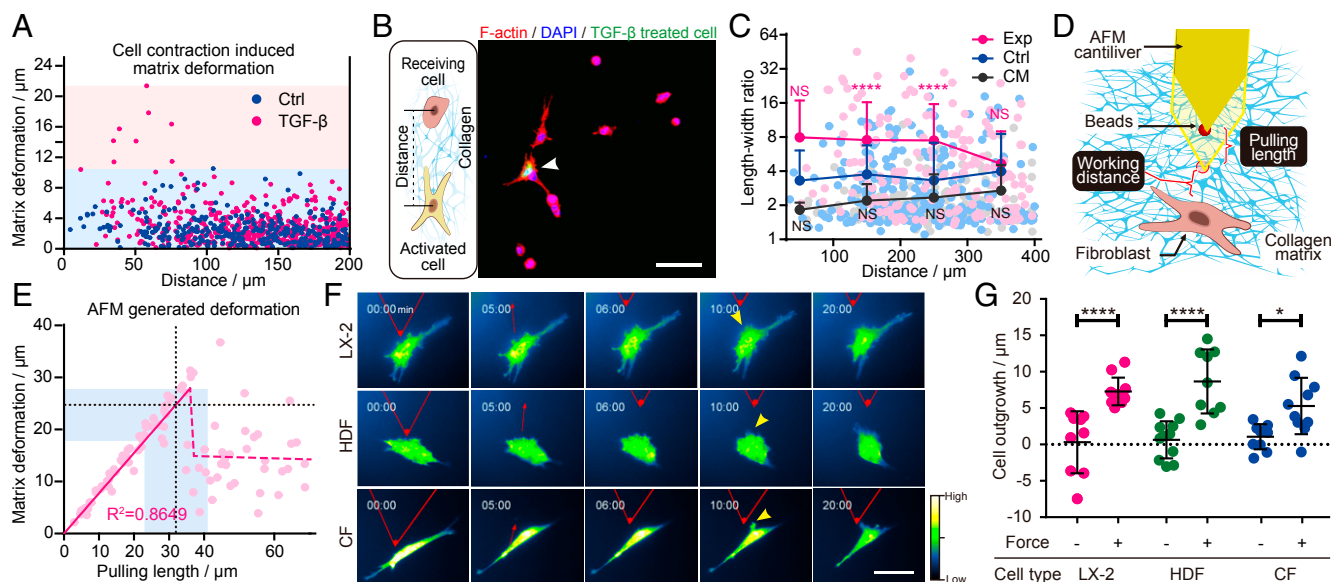 A
Cell contraction induced
matrix deformation
Matrix deformation / μm
24
20
16
12
8
4
0
Ctrl
TGF-β
0
50
100
150
200
Distance / μm
B
F-actin / DAPI / TGF-β treated cell
Receiving
cell
Distance
Collagen
Activated
cell
C
Length-width ratio
64
32
16
8
4
2
1
Exp
Ctrl
CM
NS
****
****
NS
NS
NS
NS
NS
0
100
200
300
400
Distance / μm
D
AFM
cantiliver
Beads
Pulling
length
Working
distance
Fibroblast
Collagen
matrix
E
AFM generated deformation
Matrix deformation / μm
40
30
20
10
0
R²=0.8649
0
10
20
30
40
50
60
Pulling length / μm
F
LX-2
00:00 min
05:00
06:00
10:00
20:00
HDF
00:00
05:00
06:00
10:00
20:00
CF
00:00
05:00
06:00
10:00
20:00
High
Low
G
Cell outgrowth / μm
20
15
10
5
0
-5
-10
****
****
*
Force
- + - + - +
Cell type LX-2 HDF CF